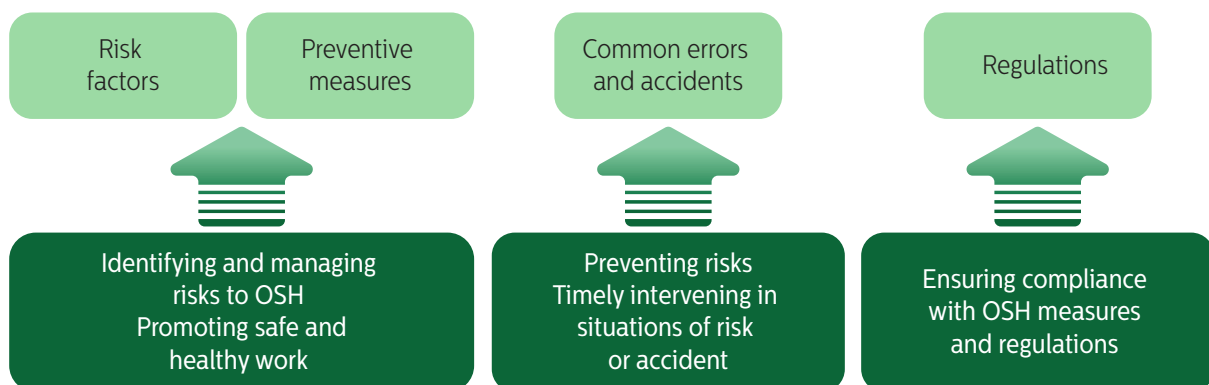 Risk
factors
Preventive
measures
Common errors
and accidents
Regulations
Identifying and managing
risks to OSH
Promoting safe and
healthy work
Preventing risks
Timely intervening in
situations of risk
or accident
Ensuring compliance
with OSH measures
and regulations